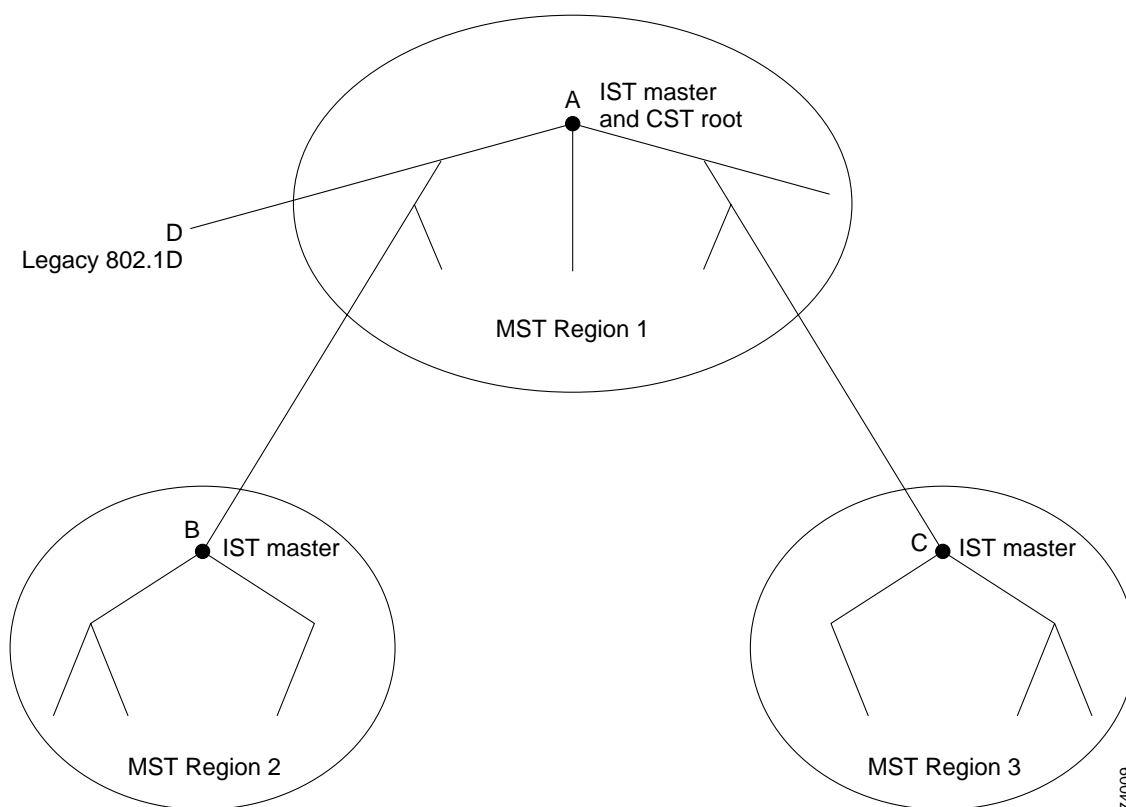 A
IST master
and CST root
D
Legacy 802.1D
MST Region 1
B
IST master
C
IST master
MST Region 2
MST Region 3